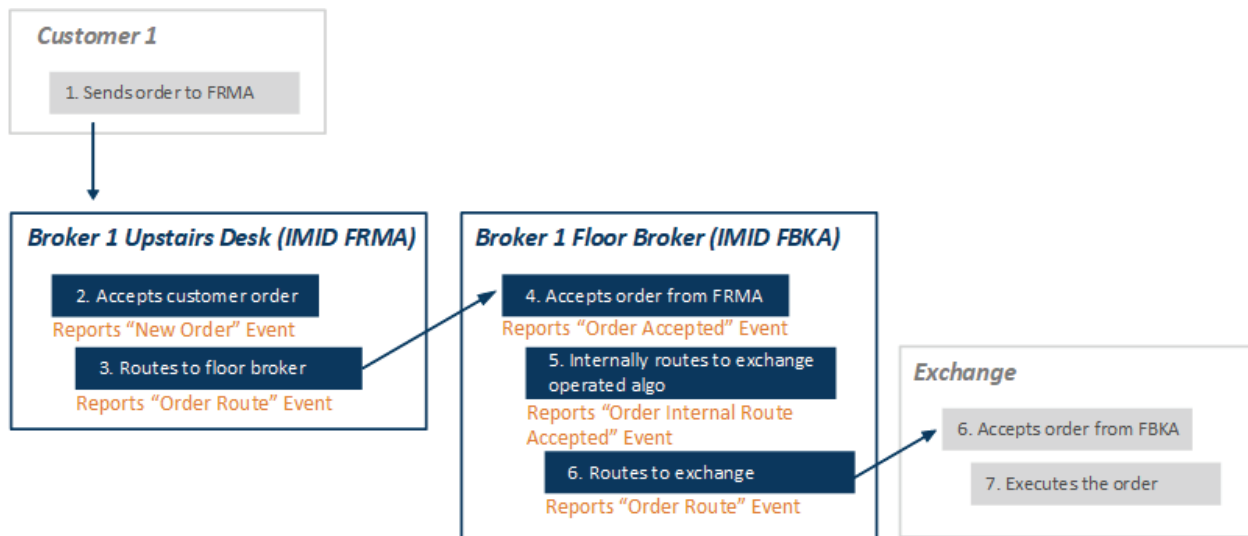 Customer 1
1. Sends order to FRMA
Broker 1 Upstairs Desk (IMID FRMA)
2. Accepts customer order
Reports “New Order” Event
3. Routes to floor broker
Reports “Order Route” Event
Broker 1 Floor Broker (IMID FBKA)
4. Accepts order from FRMA
Reports “Order Accepted” Event
5. Internally routes to exchange
operated algo
Reports “Order Internal Route
Accepted” Event
6. Routes to exchange
Reports “Order Route” Event
Exchange
6. Accepts order from FBKA
7. Executes the order